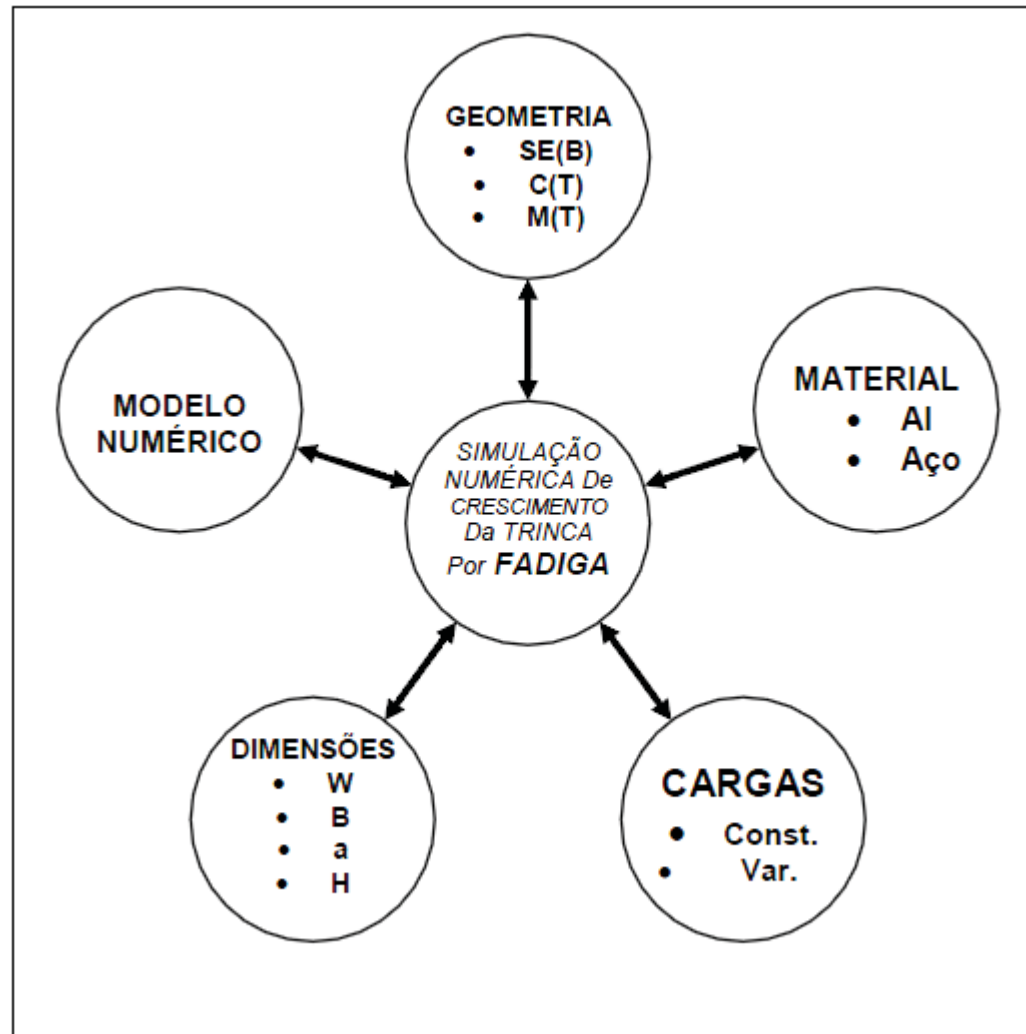 GEOMETRIA
• SE(B)
• C(T)
• M(T)
MODELO
NUMÉRICO
MATERIAL
• Al
• Aço
SIMULAÇÃO
NUMÉRICA De
CRESCIMENTO
Da TRINCA
Por FADIGA
DIMENSÕES
• W
• B
• a
• H
CARGAS
• Const.
• Var.